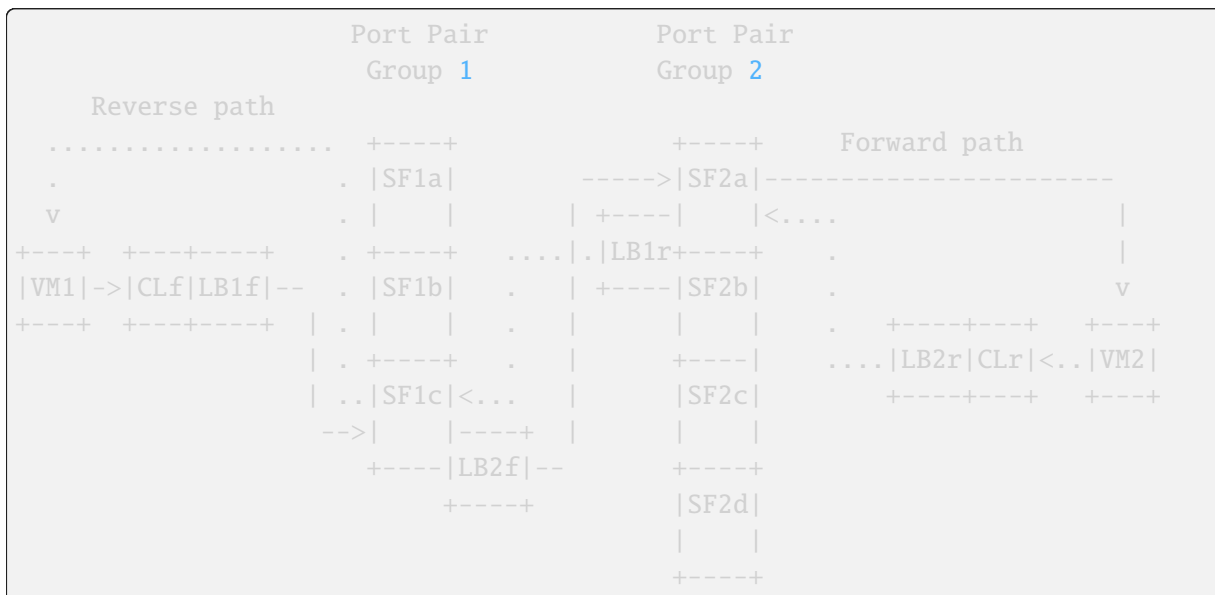 Port Pair           Port Pair
                       Group 1            Group 2
     Reverse path
  ...................  +----+              +----+     Forward path
  .                  . |SF1a|        ----->|SF2a|-----------------------
  v                  . |    |       | +----|    |<....                  |
+---+  +---+----+    . +----+   ....|.|LB1r+----+    .                  |
|VM1|->|CLf|LB1f|--  . |SF1b|   .   | +----|SF2b|    .                  v
+---+  +---+----+  | . |    |   .   |      |    |    .   +----+---+   +---+
                   | . +----+   .   |      +----|    ....|LB2r|CLr|<..|VM2|
                   | ..|SF1c|<...   |      |SF2c|        +----+---+   +---+
                    -->|    |----+  |      |    |
                       +----|LB2f|--       +----+
                            +----+         |SF2d|
                                           |    |
                                           +----+